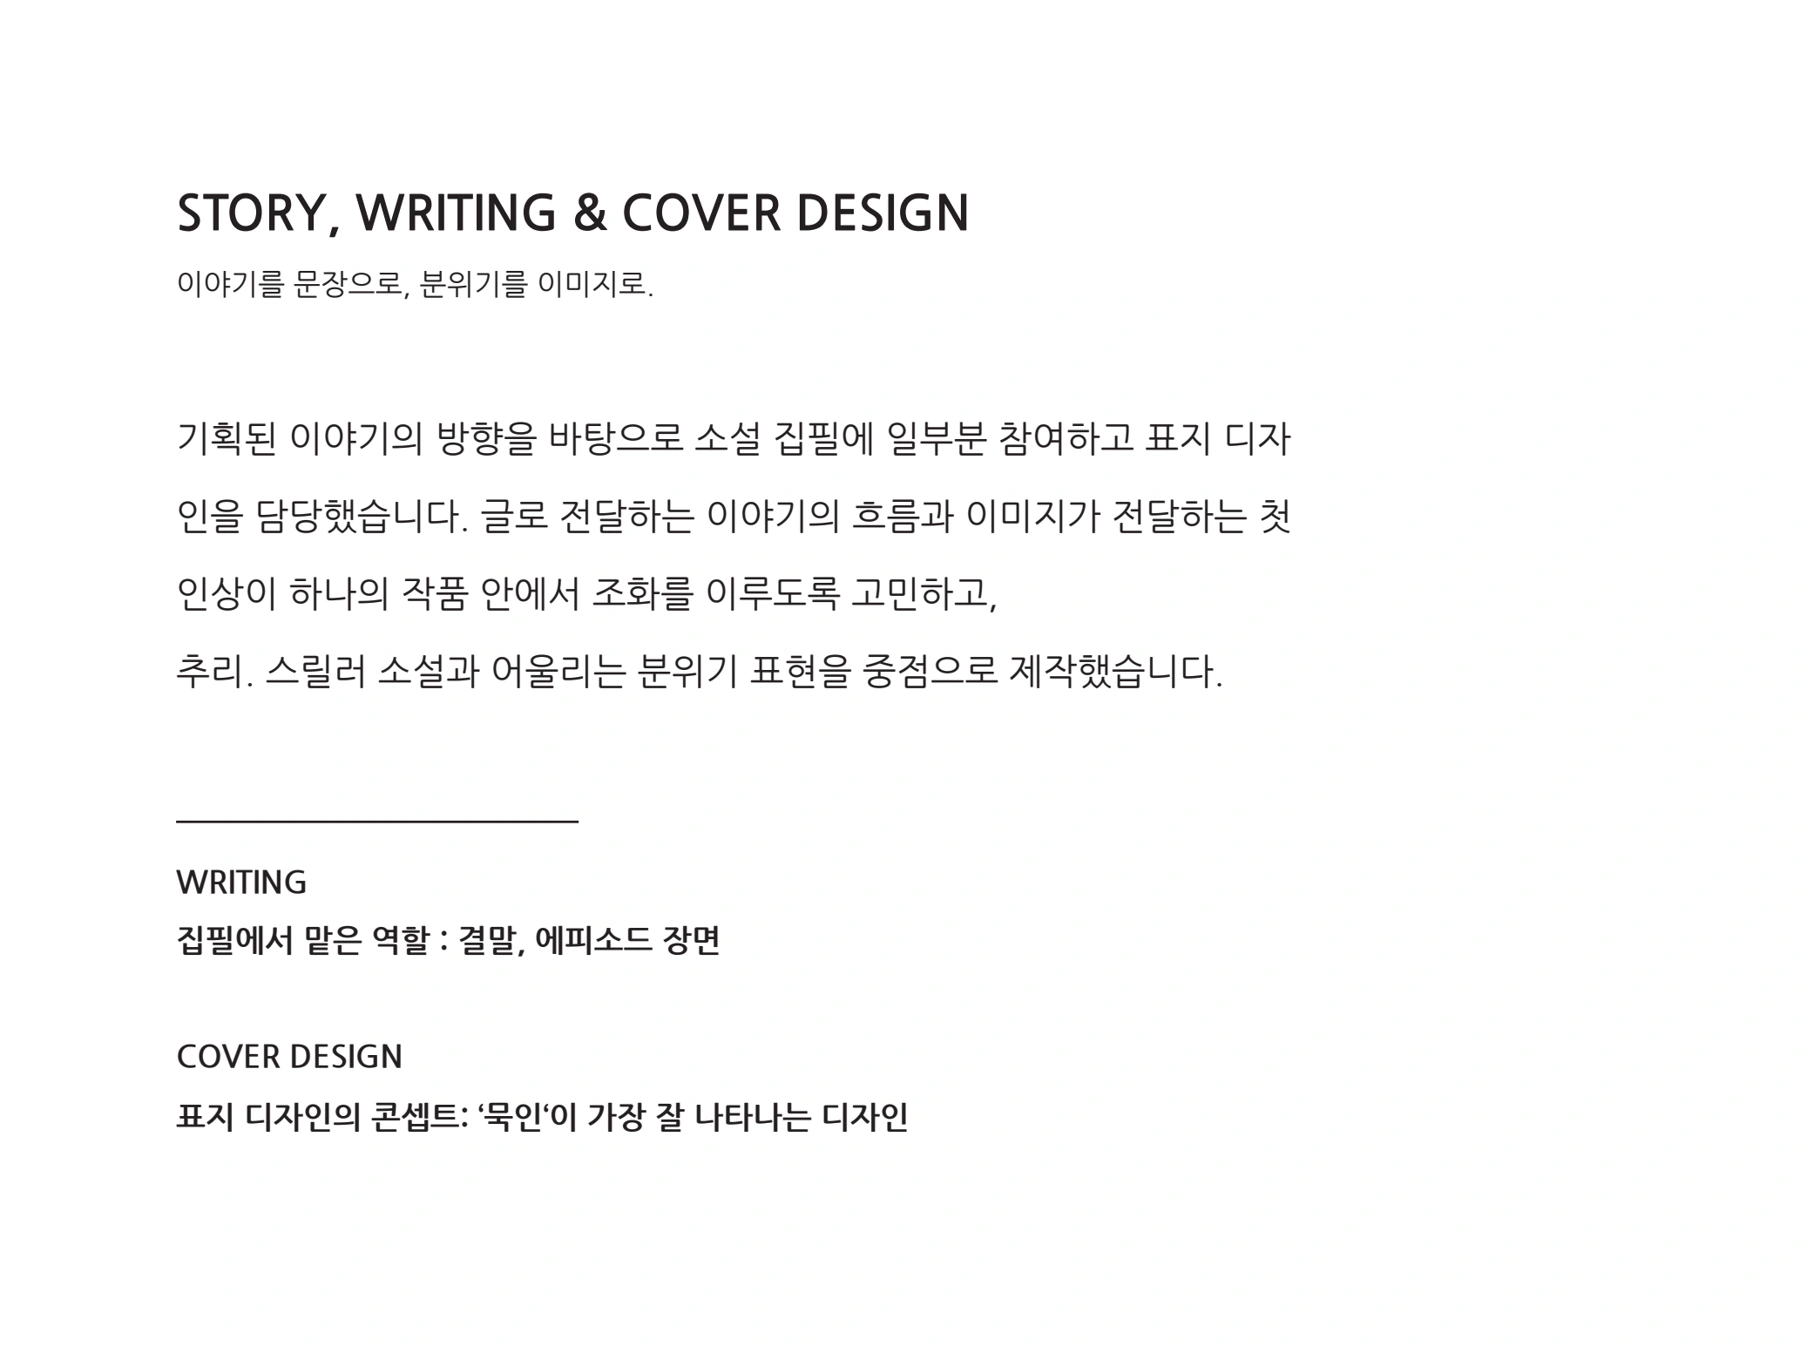 STORY, WRITING & COVER DESIGN
이야기를 문장으로, 분위기를 이미지로.
기획된 이야기의 방향을 바탕으로 소설 집필에 일부분 참여하고 표지 디자
인을 담당했습니다. 글로 전달하는 이야기의 흐름과 이미지가 전달하는 첫
인상이 하나의 작품 안에서 조화를 이루도록 고민하고,
추리. 스릴러 소설과 어울리는 분위기 표현을 중점으로 제작했습니다.
WRITING
집필에서 맡은 역할 : 결말, 에피소드 장면
COVER DESIGN
표지 디자인의 콘셉트: ‘묵인‘이 가장 잘 나타나는 디자인